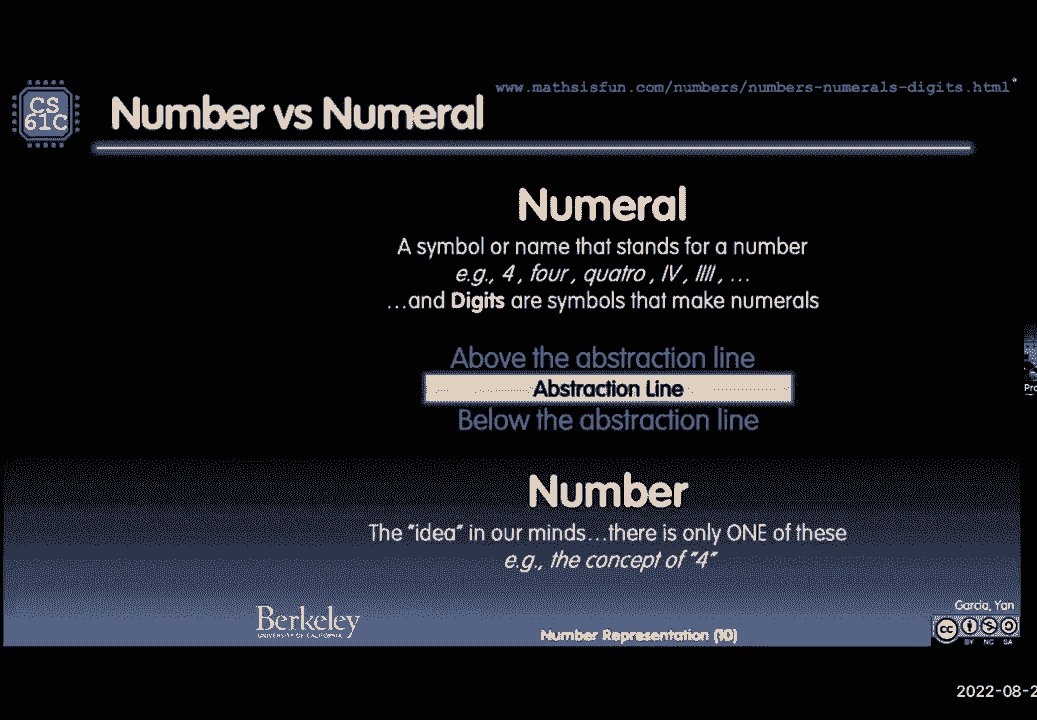 www.mathsisfun.com/numbers/numbers-numerals-digits.html
CS
61C
Number vs Numeral
Numeral
A symbol or name that stands for a number
e.g., 4 , four , quatro , IV , IIII , ...
...and Digits are symbols that make numerals
Above the abstraction line
Abstraction Line
Below the abstraction line
Number
The "idea" in our minds...there is only ONE of these
e.g., the concept of "4"
Garcia, Yan
Berkeley
UNIVERSITY OF CALIFORNIA
Number Representation (10)
cc
BY NC SA
2022-08-2